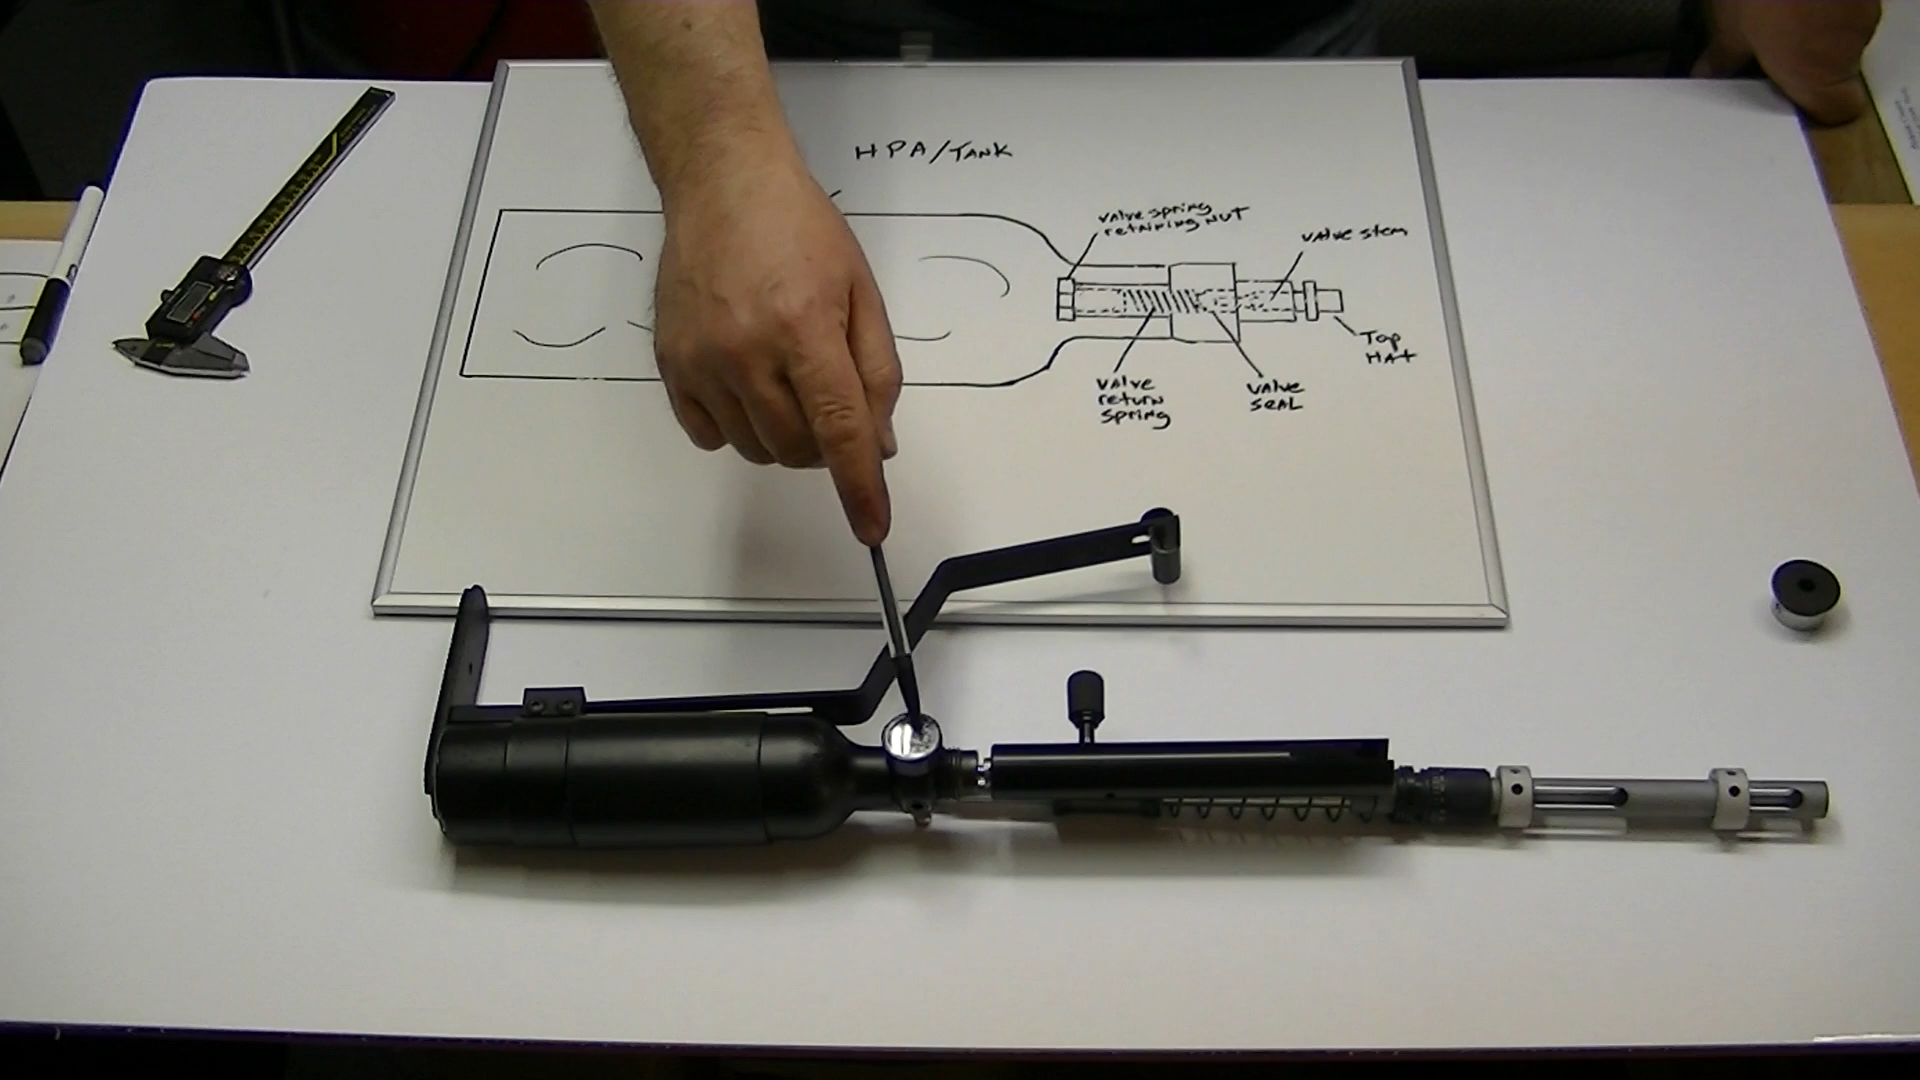 HPA/TANK
valve spring
retaining NUT
valve stem
Top
HAt
valve
return
spring
valve
seal